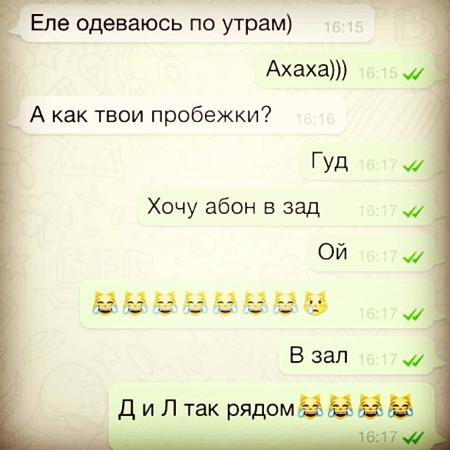 Еле одеваюсь по утрам) 16:15
Ахаха))) 16:15
А как твои пробежки? 16:16
Гуд 16:17
Хочу абон в зад 16:17
Ой 16:17
😹😹😹😹😹😹😹😿 16:17
В зал 16:17
Д и Л так рядом😹😹😹😹
16:17